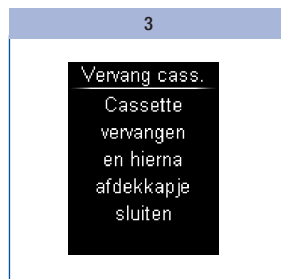 3
Vervang cass.
Cassette
vervangen
en hierna
afdekkapje
sluiten